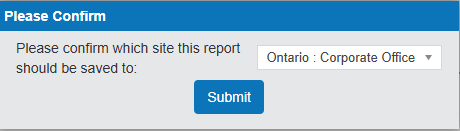 Please Confirm
Please confirm which site this report
should be saved to:
Ontario : Corporate Office
Submit